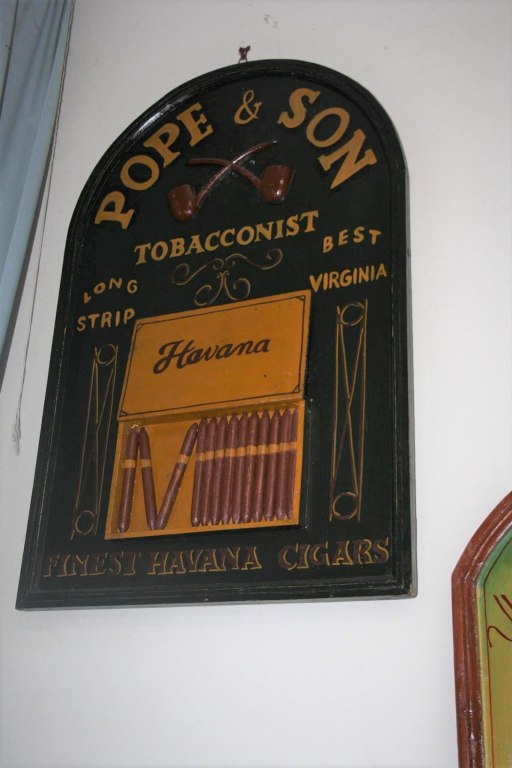 POPE & SON
TOBACCONIST
LONG
STRIP
BEST
VIRGINIA
Havana
FINEST HAVANA CIGARS